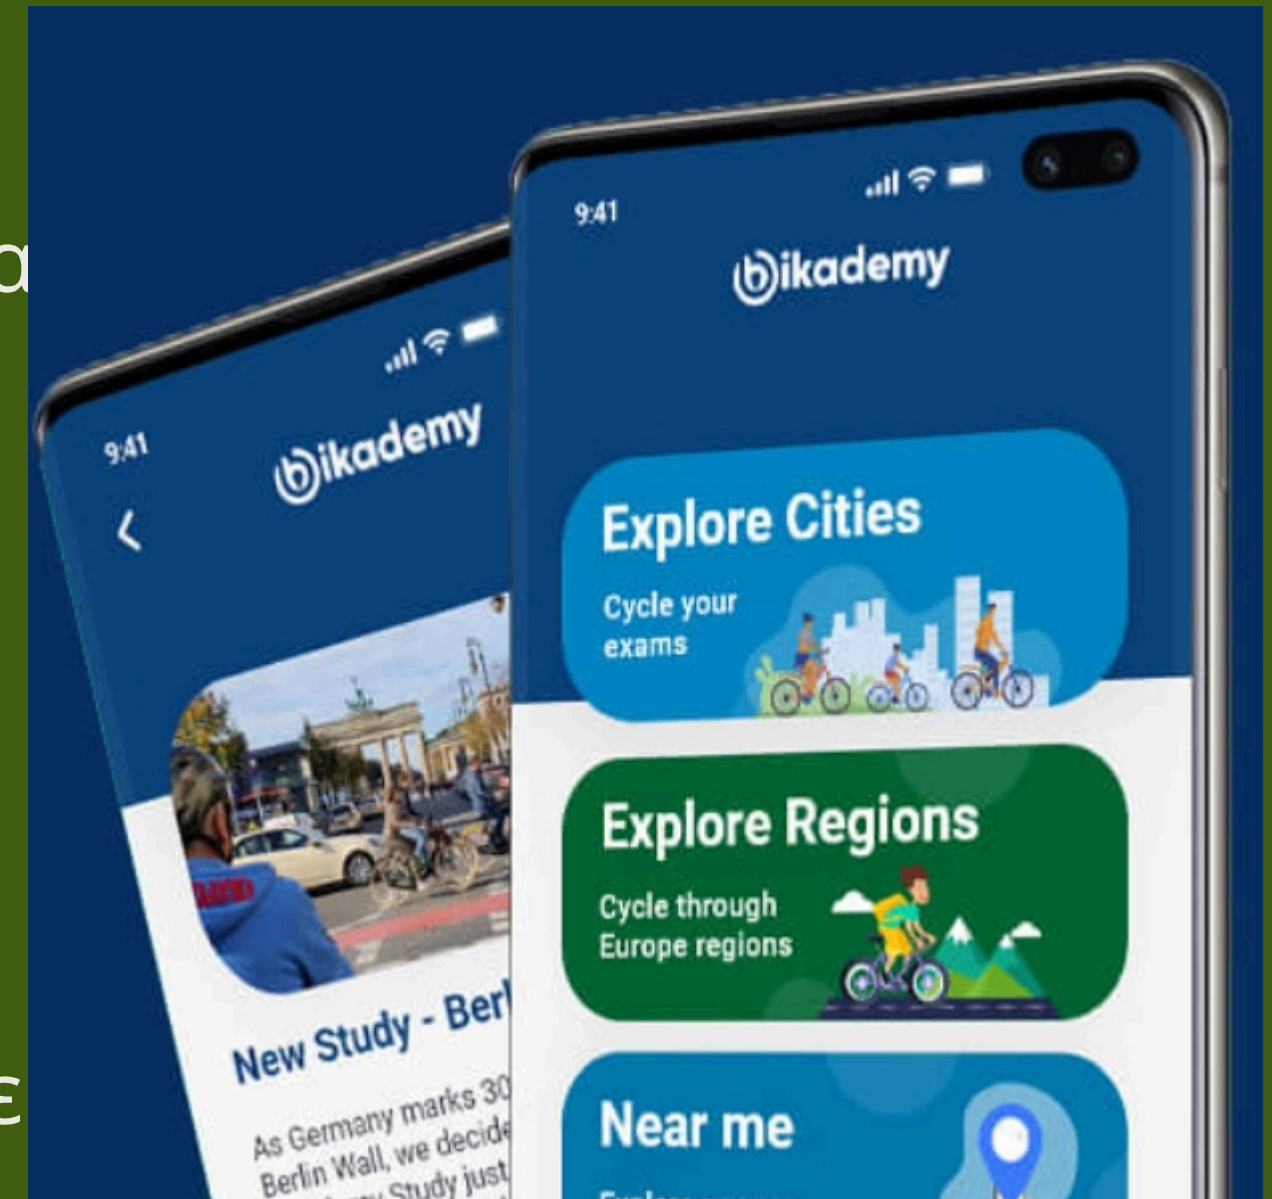 9:41
bikademy
New Study - Berl
As Germany marks 30
Berlin Wall, we decide
Study just
9:41
bikademy
Explore Cities
Cycle your
exams
Explore Regions
Cycle through
Europe regions
Near me